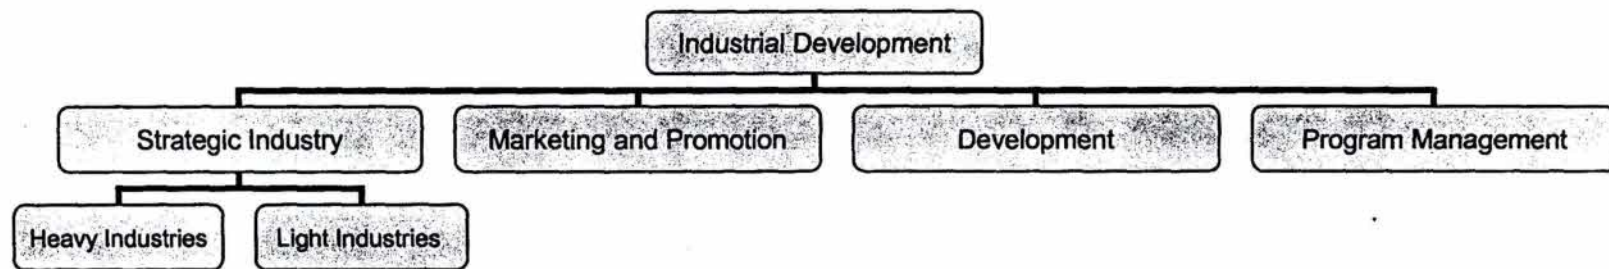 Industrial Development
Strategic Industry
Marketing and Promotion
Development
Program Management
Heavy Industries
Light Industries